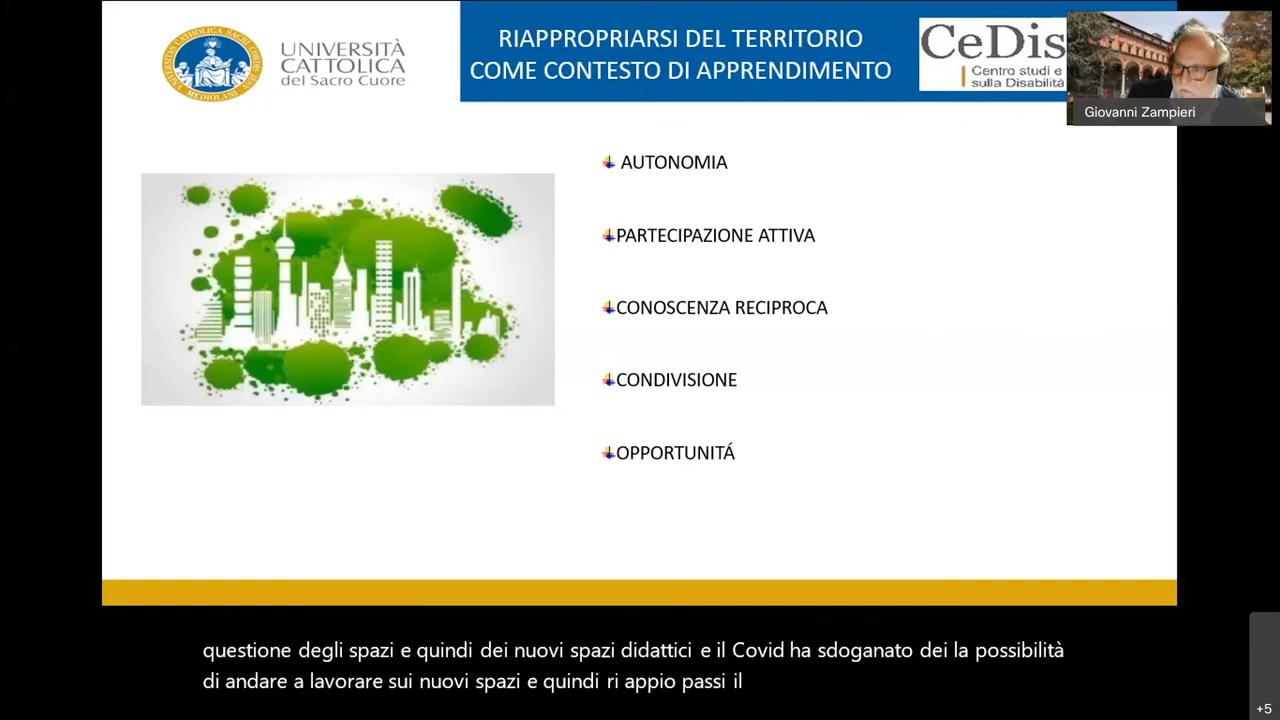 UNIVERSITÀ
CATTOLICA
del Sacro Cuore
RIAPPROPRIARSI DEL TERRITORIO
COME CONTESTO DI APPRENDIMENTO
CeDis
Centro studi e
sulla Disabilità
Giovanni Zampieri
AUTONOMIA
PARTECIPAZIONE ATTIVA
CONOSCENZA RECIPROCA
CONDIVISIONE
OPPORTUNITÁ
questione degli spazi e quindi dei nuovi spazi didattici e il Covid ha sdoganato dei la possibilità
di andare a lavorare sui nuovi spazi e quindi ri appio passi il
+5